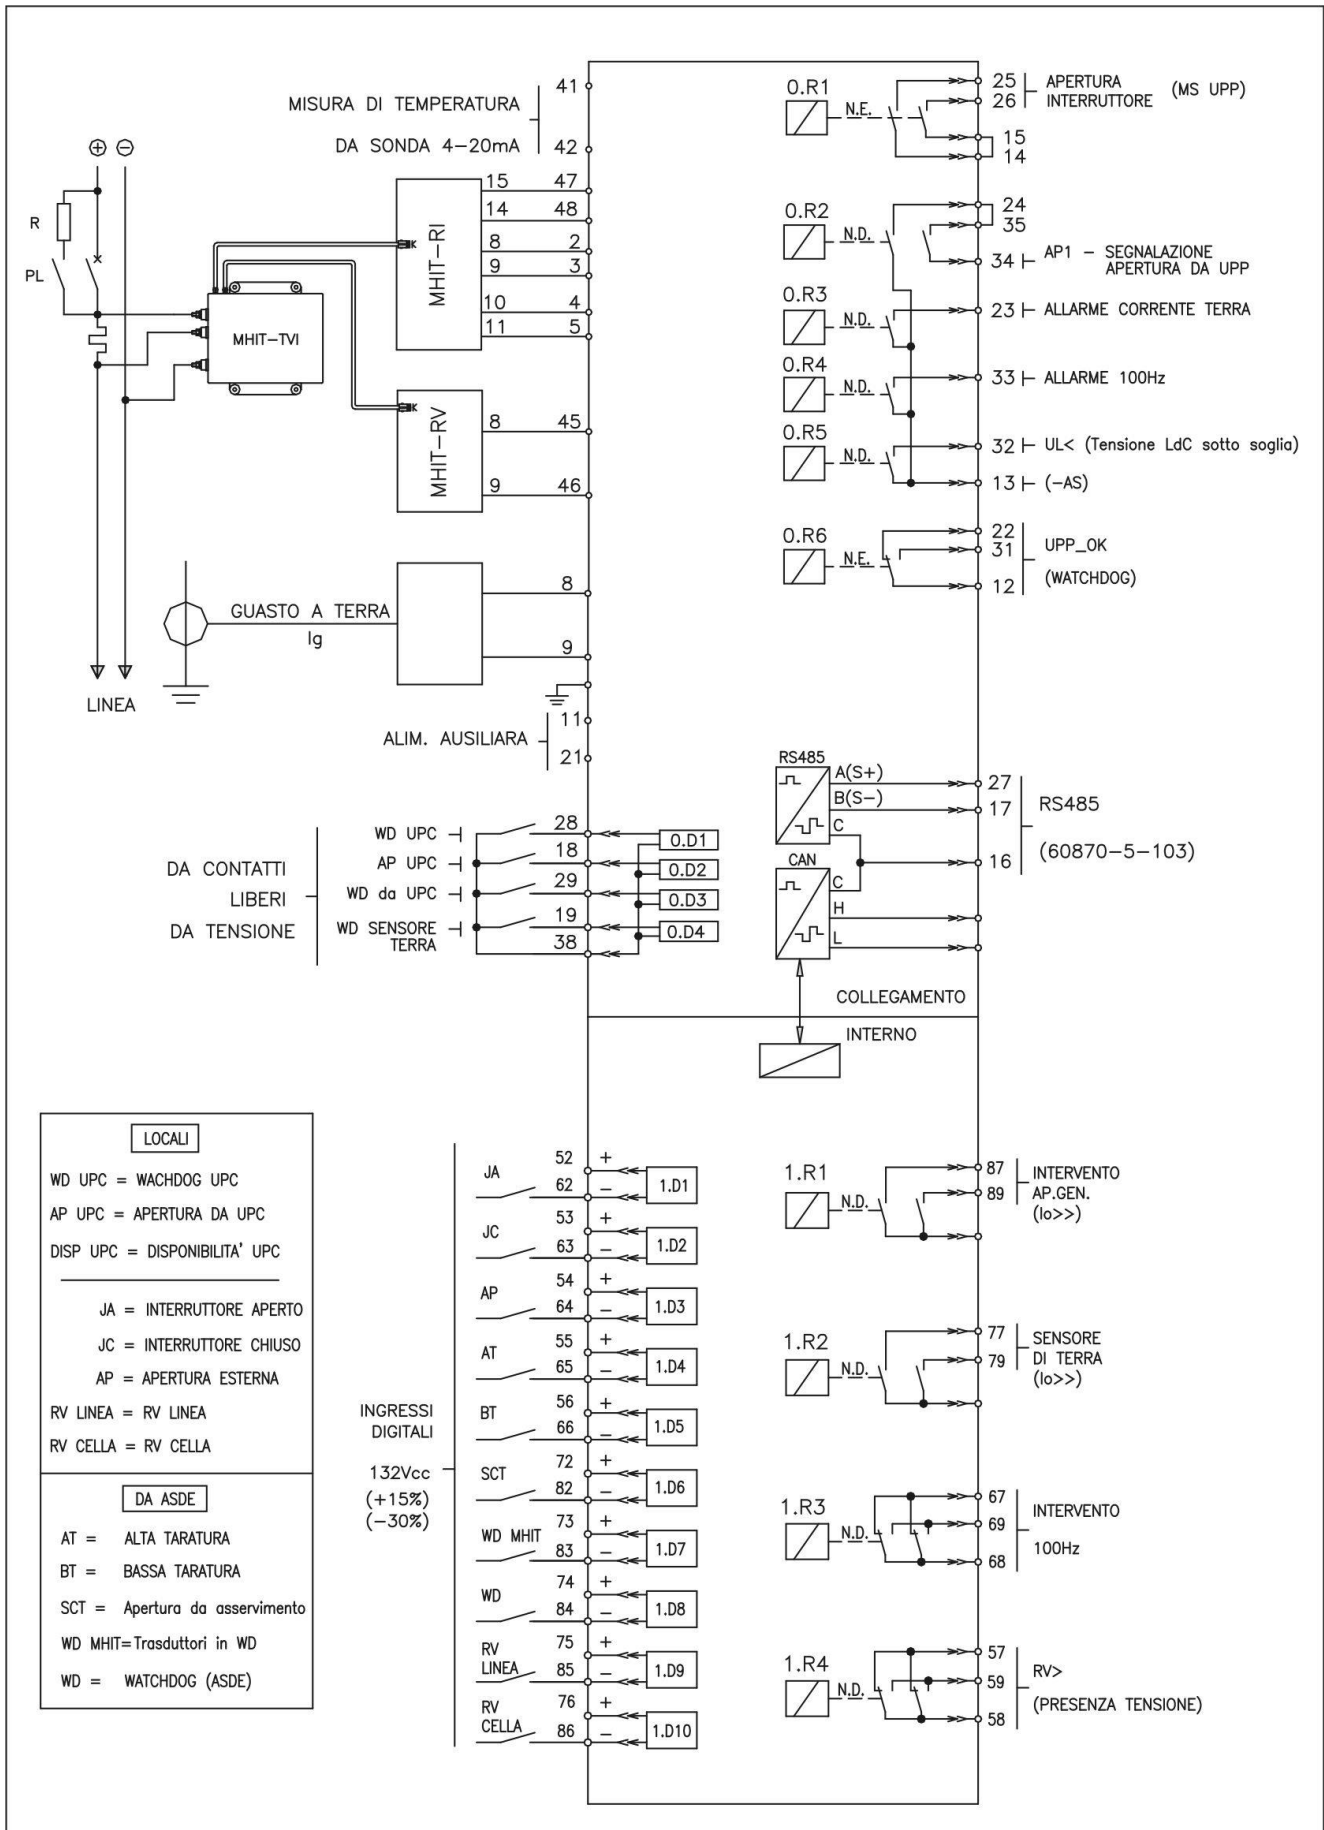 MISURA DI TEMPERATURA
DA SONDA 4-20mA
41
42
+
−
R
PL
MHIT-TVI
LINEA
MHIT-RI
15 47
14 48
8 2
9 3
10 4
11 5
MHIT-RV
8 45
9 46
GUASTO A TERRA
Ig
8
9
ALIM. AUSILIARA
11
21
DA CONTATTI
LIBERI
DA TENSIONE
WD UPC 28 0.D1
AP UPC 18 0.D2
WD da UPC 29 0.D3
WD SENSORE
TERRA
19 0.D4
38
0.R1
N.E.
25
26
15
14
APERTURA
INTERRUTTORE
(MS UPP)
0.R2
N.D.
24
35
34
AP1 - SEGNALAZIONE
APERTURA DA UPP
0.R3
N.D.
23 ALLARME CORRENTE TERRA
0.R4
N.D.
33 ALLARME 100Hz
0.R5
N.D.
32 UL< (Tensione LdC sotto soglia)
13 (-AS)
0.R6
N.E.
22
31
12
UPP_OK
(WATCHDOG)
RS485
A(S+)
B(S-)
C
27
17
16
RS485
(60870-5-103)
CAN
C
H
L
COLLEGAMENTO
INTERNO
LOCALI
WD UPC = WACHDOG UPC
AP UPC = APERTURA DA UPC
DISP UPC = DISPONIBILITA' UPC
JA = INTERRUTTORE APERTO
JC = INTERRUTTORE CHIUSO
AP = APERTURA ESTERNA
RV LINEA = RV LINEA
RV CELLA = RV CELLA
DA ASDE
AT = ALTA TARATURA
BT = BASSA TARATURA
SCT = Apertura da asservimento
WD MHIT=Trasduttori in WD
WD = WATCHDOG (ASDE)
INGRESSI
DIGITALI
132Vcc
(+15%)
(-30%)
JA
52 +
62 −
1.D1
JC
53 +
63 −
1.D2
AP
54 +
64 −
1.D3
AT
55 +
65 −
1.D4
BT
56 +
66 −
1.D5
SCT
72 +
82 −
1.D6
WD MHIT
73 +
83 −
1.D7
WD
74 +
84 −
1.D8
RV
LINEA
75 +
85 −
1.D9
RV
CELLA
76 +
86 −
1.D10
1.R1
N.D.
87
89
INTERVENTO
AP.GEN.
(Io>>)
1.R2
N.D.
77
79
SENSORE
DI TERRA
(Io>>)
1.R3
N.D.
67
69
68
INTERVENTO
100Hz
1.R4
N.D.
57
59
58
RV>
(PRESENZA TENSIONE)